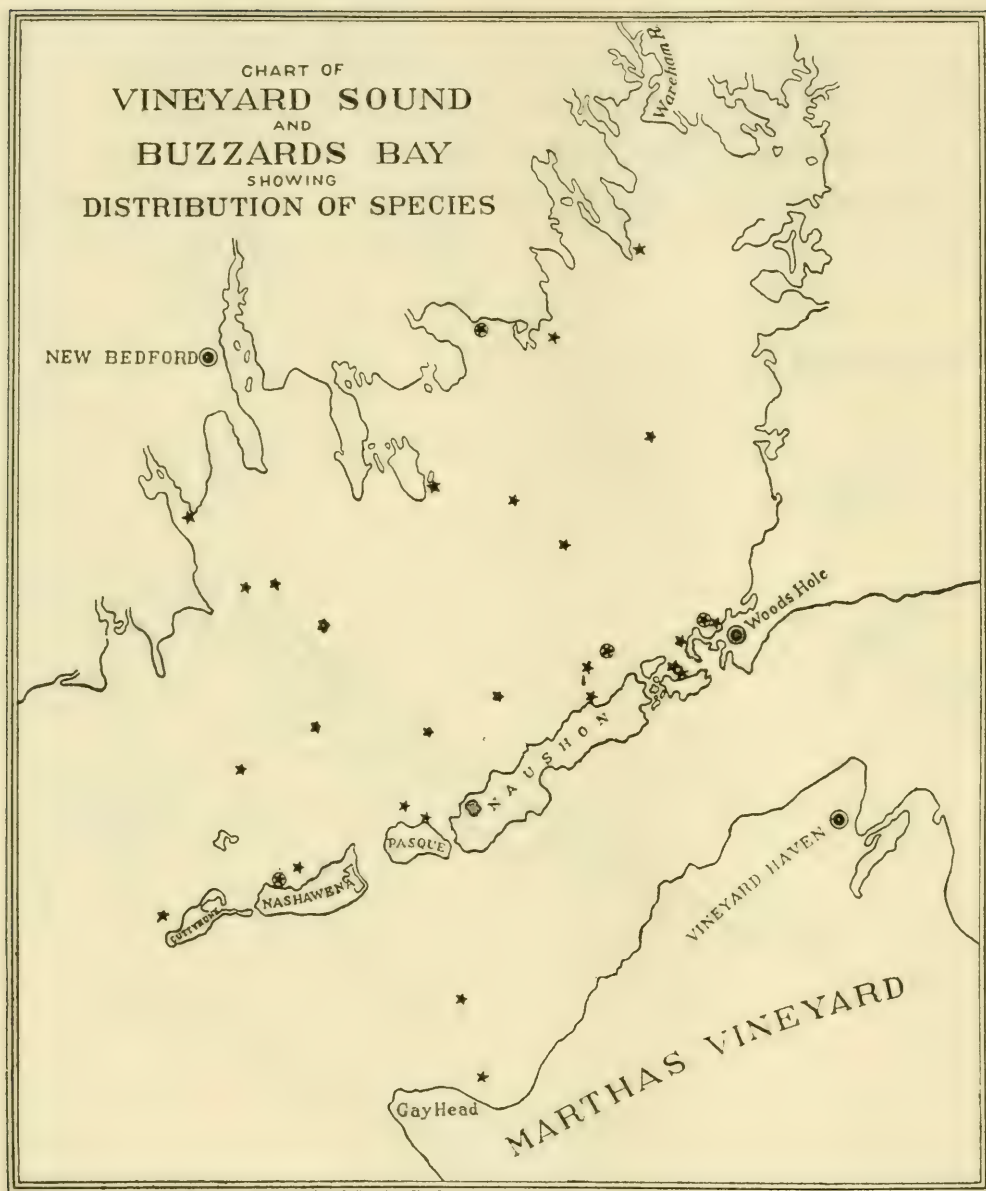 CHART OF
VINEYARD SOUND
AND
BUZZARDS BAY
SHOWING
DISTRIBUTION OF SPECIES
Wareham R
NEW BEDFORD
Woods Hole
NAUSHON
PASQUE
NASHAWENA
CUTTYHUNK
VINEYARD HAVEN
MARTHAS VINEYARD
Gay Head